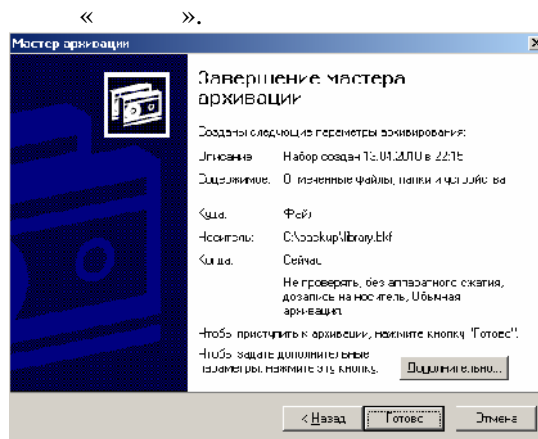 « ».
Мастер архивации
Завершение мастера
архивации
Созданы следующие параметры архивирования:
Описание: Набор создан 13.04.2010 в 22:15
Содержимое: Отмеченные файлы, папки и устройства
Куда: Файл
Носитель: C:\backup\library.bkf
Когда: Сейчас
Не проверять, без аппаратного сжатия,
дозапись на носитель, Обычная
архивация
Чтобы приступить к архивации, нажмите кнопку "Готово".
Чтобы задать дополнительные
параметры, нажмите эту кнопку. Дополнительно...
< Назад Готово Отмена